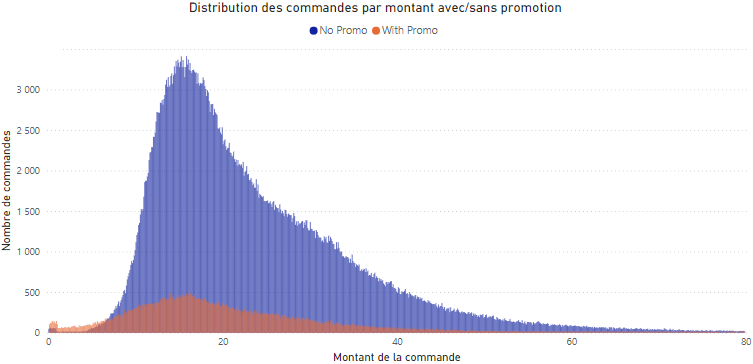 Distribution des commandes par montant avec/sans promotion
No Promo With Promo
Nombre de commandes
3 000
2 500
2 000
1 500
1 000
500
0
0 20 40 60 80
Montant de la commande